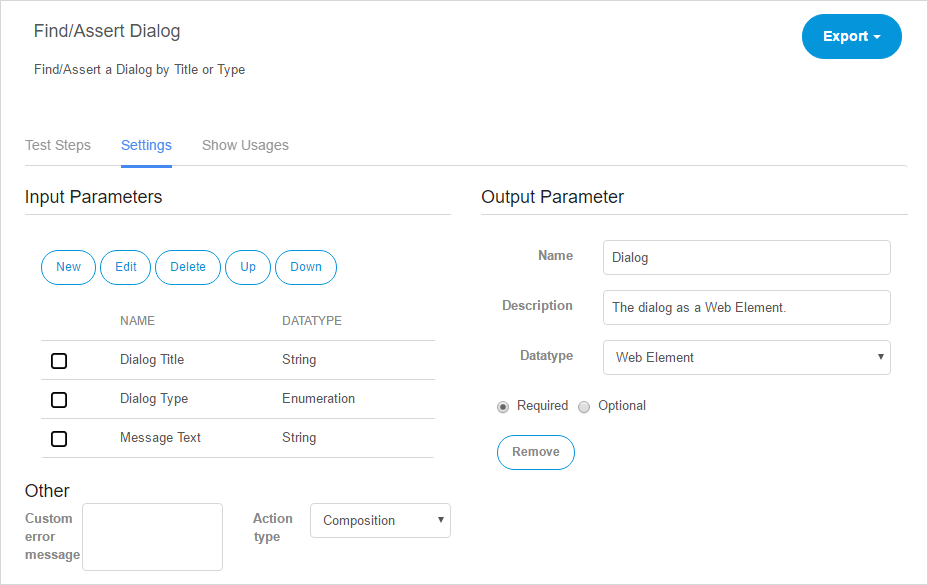 Find/Assert Dialog
Export
Find/Assert a Dialog by Title or Type
Test Steps Settings Show Usages
Input Parameters
New Edit Delete Up Down
NAME DATATYPE
Dialog Title String
Dialog Type Enumeration
Message Text String
Other
Custom error message
Action type
Composition
Output Parameter
Name Dialog
Description The dialog as a Web Element.
Datatype Web Element
Required Optional
Remove